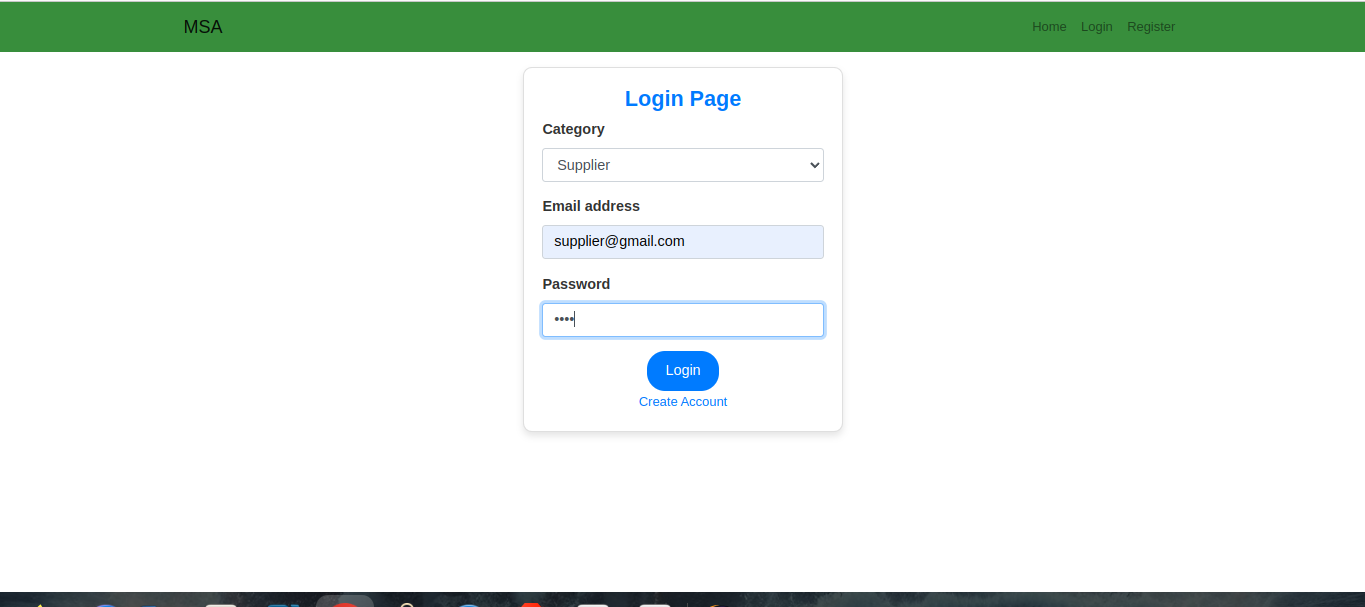 MSA
Home Login Register
Login Page
Category
Supplier
Email address
supplier@gmail.com
Password
••••
Login
Create Account